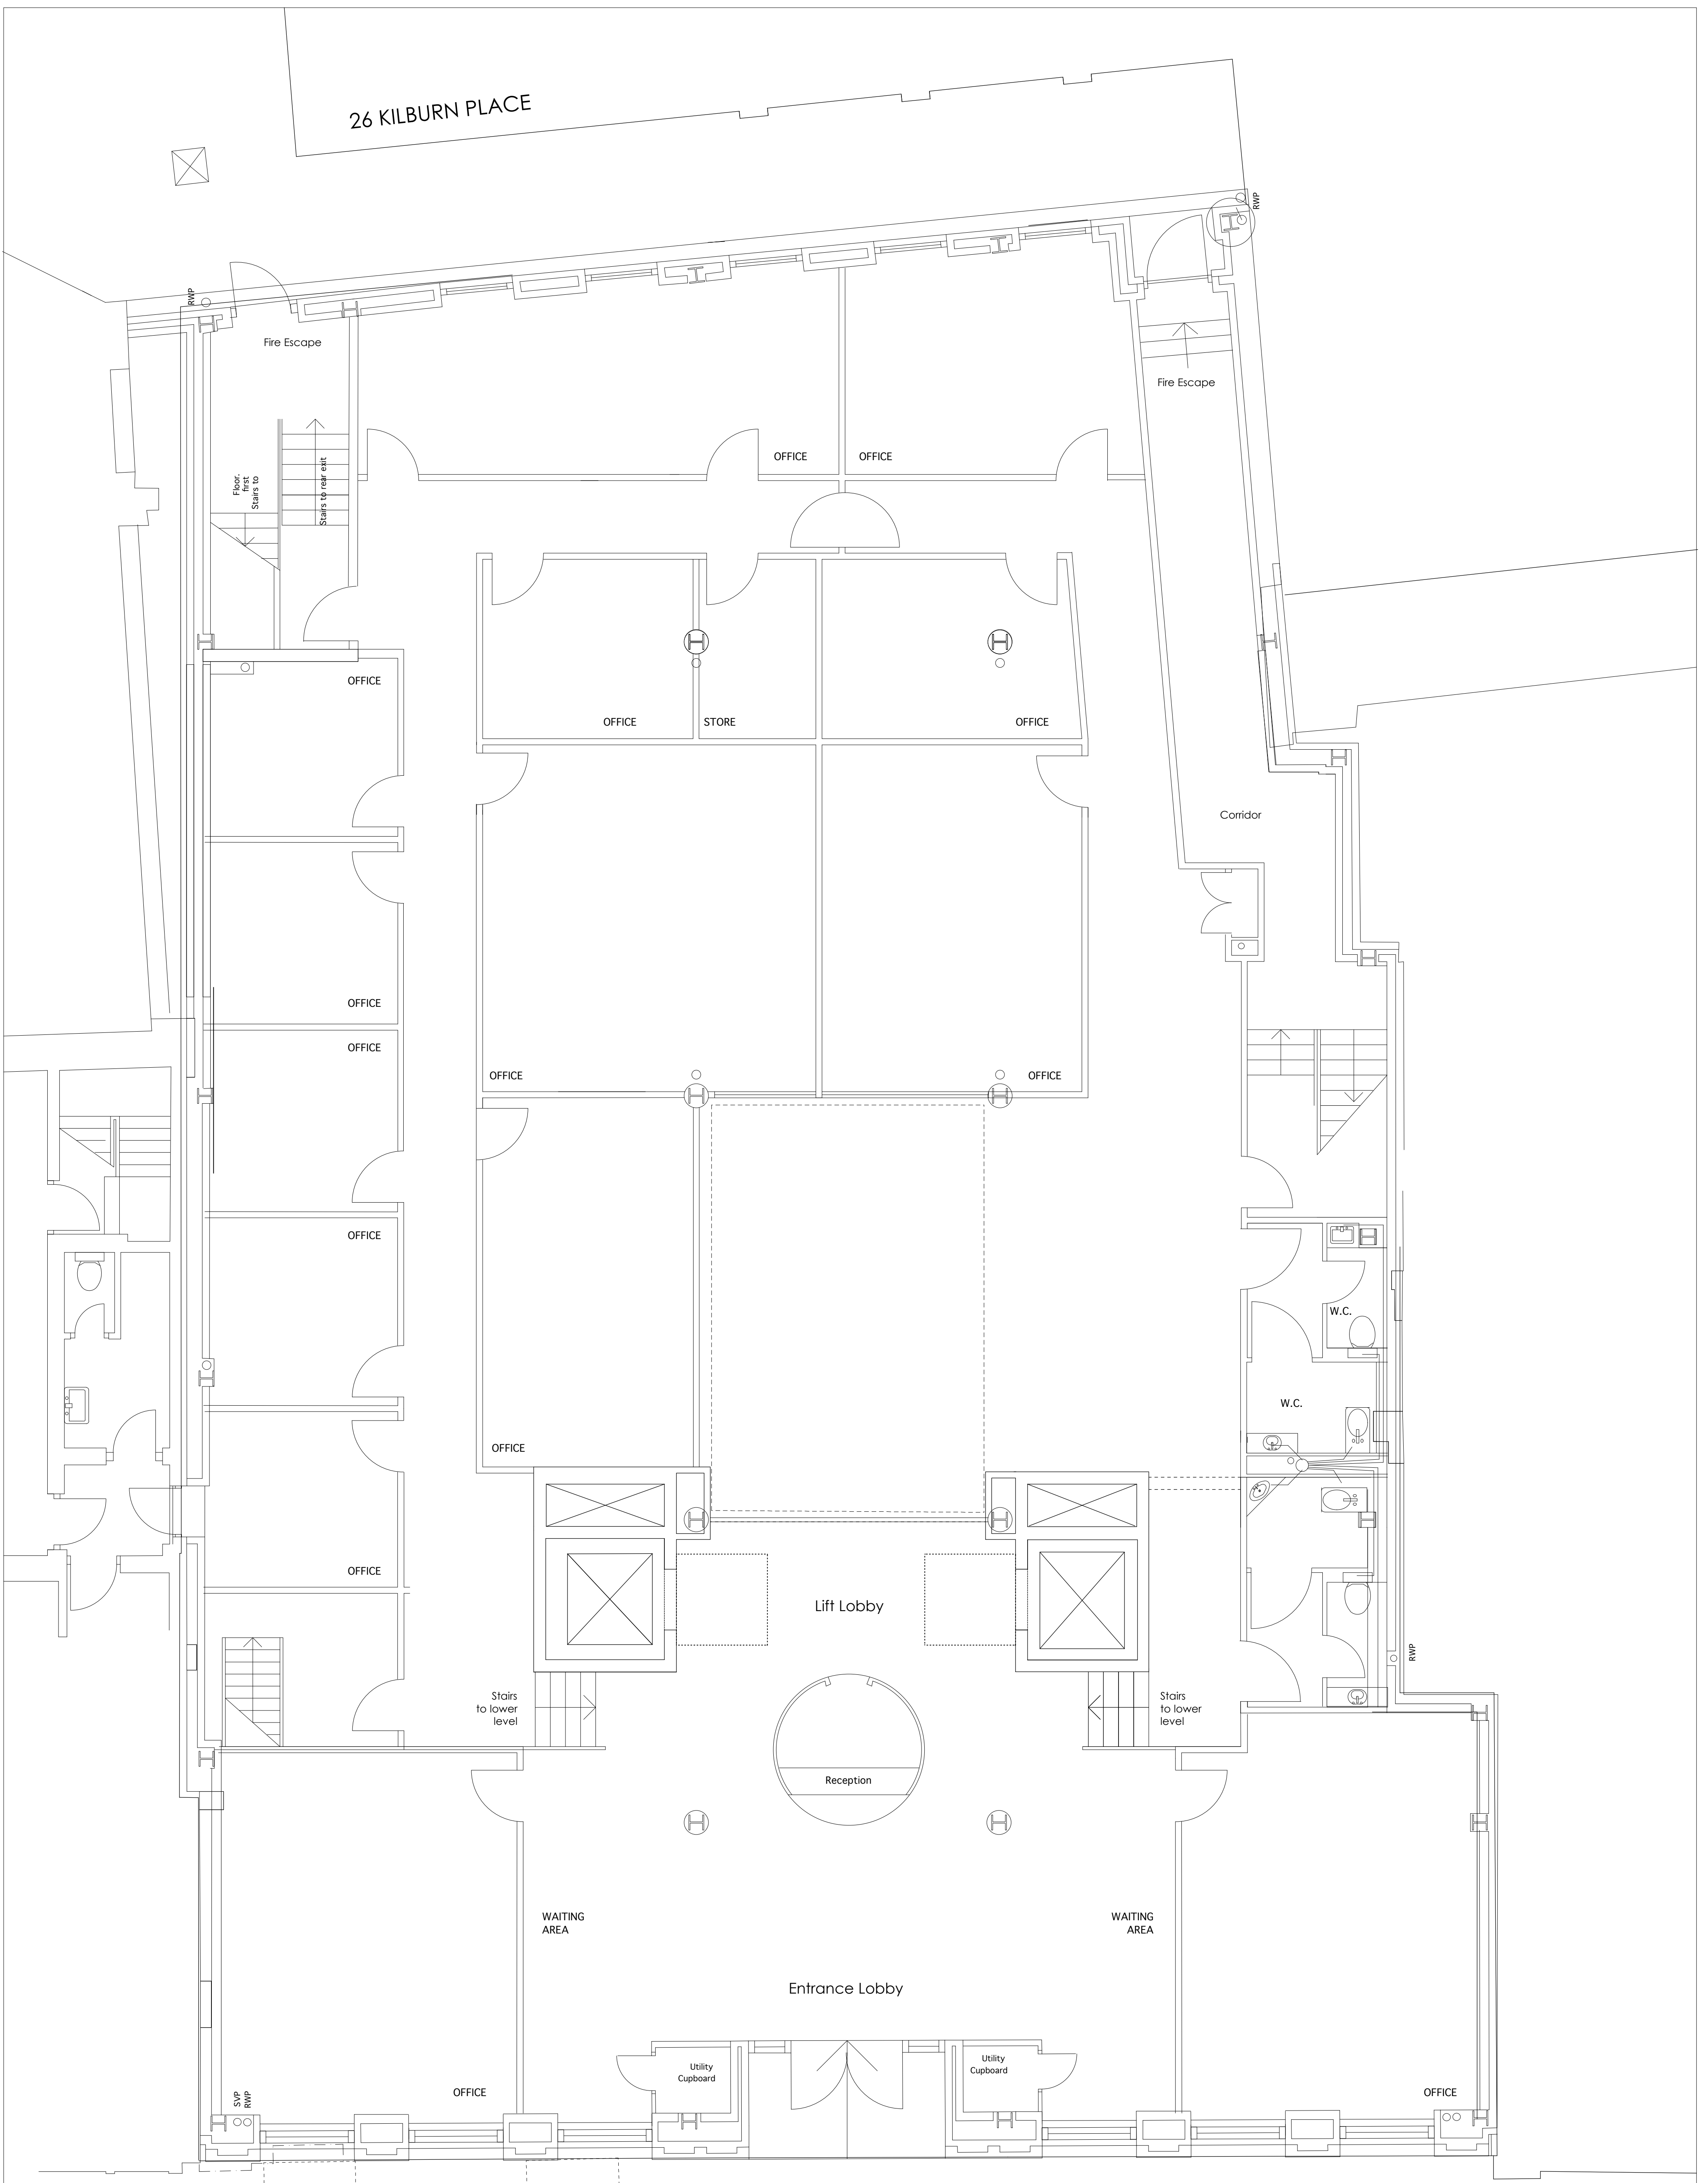 26 KILBURN PLACE
RWP
RWP
Fire Escape
Fire Escape
OFFICE
OFFICE
Floor.
first
Stairs to
Stairs to rear exit
OFFICE
OFFICE
STORE
OFFICE
Corridor
OFFICE
OFFICE
OFFICE
OFFICE
OFFICE
W.C.
W.C.
OFFICE
OFFICE
Lift Lobby
RWP
Stairs
to lower
level
Stairs
to lower
level
Reception
WAITING
AREA
WAITING
AREA
Entrance Lobby
Utility
Cupboard
Utility
Cupboard
SVP
RWP
OFFICE
OFFICE